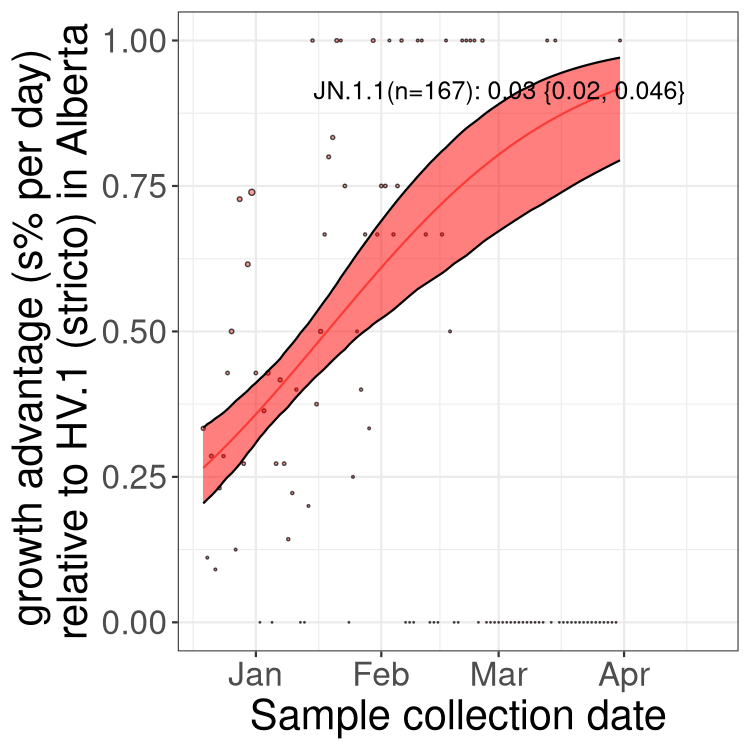 growth advantage (s% per day)
relative to HV.1 (stricto) in Alberta
1.00
0.75
0.50
0.25
0.00
JN.1.1(n=167): 0.03 {0.02, 0.046}
Jan Feb Mar Apr
Sample collection date